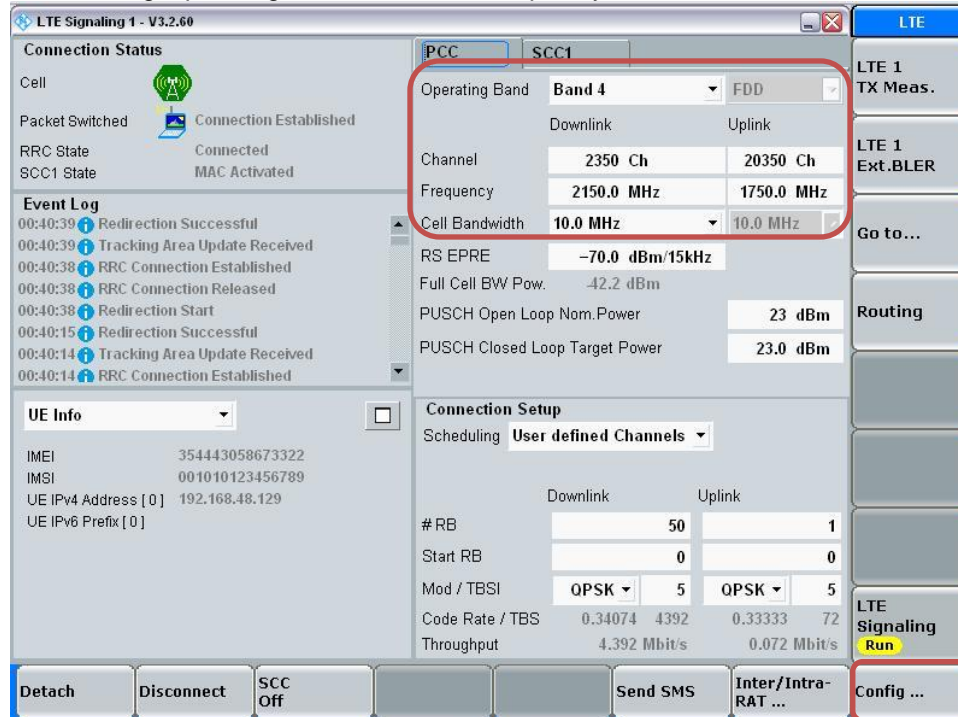 LTE Signaling 1 - V3.2.60
LTE
Connection Status
Cell
Packet Switched Connection Established
RRC State Connected
SCC1 State MAC Activated
Event Log
00:40:39 Redirection Successful
00:40:39 Tracking Area Update Received
00:40:38 RRC Connection Established
00:40:38 RRC Connection Released
00:40:38 Redirection Start
00:40:15 Redirection Successful
00:40:14 Tracking Area Update Received
00:40:14 RRC Connection Established
UE Info
IMEI 354443058673322
IMSI 001010123456789
UE IPv4 Address [ 0 ] 192.168.48.129
UE IPv6 Prefix [ 0 ]
PCC SCC1
Operating Band Band 4 FDD
Downlink Uplink
Channel 2350 Ch 20350 Ch
Frequency 2150.0 MHz 1750.0 MHz
Cell Bandwidth 10.0 MHz 10.0 MHz
RS EPRE -70.0 dBm/15kHz
Full Cell BW Pow. -42.2 dBm
PUSCH Open Loop Nom.Power 23 dBm
PUSCH Closed Loop Target Power 23.0 dBm
Connection Setup
Scheduling User defined Channels
Downlink Uplink
# RB 50 1
Start RB 0 0
Mod / TBSI QPSK 5 QPSK 5
Code Rate / TBS 0.34074 4392 0.33333 72
Throughput 4.392 Mbit/s 0.072 Mbit/s
LTE 1
TX Meas.
LTE 1
Ext.BLER
Go to...
Routing
LTE
Signaling
Run
Detach
Disconnect
SCC
Off
Send SMS
Inter/Intra-
RAT ...
Config ...